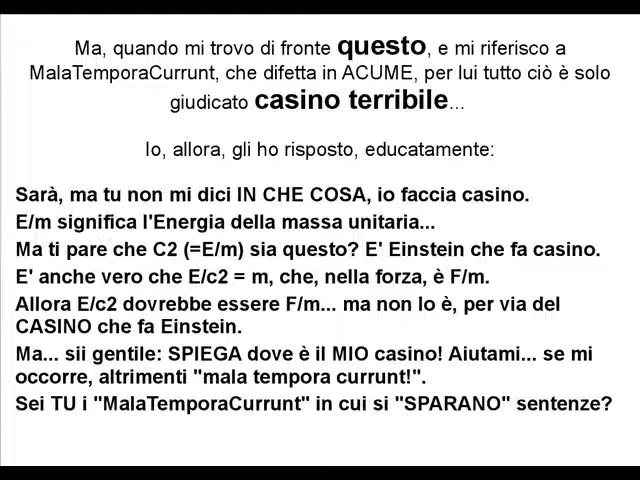 Ma, quando mi trovo di fronte questo, e mi riferisco a
MalaTemporaCurrunt, che difetta in ACUME, per lui tutto ciò è solo
giudicato casino terribile...
Io, allora, gli ho risposto, educatamente:
Sarà, ma tu non mi dici IN CHE COSA, io faccia casino.
E/m significa l'Energia della massa unitaria...
Ma ti pare che C2 (=E/m) sia questo? E' Einstein che fa casino.
E' anche vero che E/c2 = m, che, nella forza, è F/m.
Allora E/c2 dovrebbe essere F/m... ma non lo è, per via del
CASINO che fa Einstein.
Ma... sii gentile: SPIEGA dove è il MIO casino! Aiutami... se mi
occorre, altrimenti "mala tempora currunt!".
Sei TU i "MalaTemporaCurrunt" in cui si "SPARANO" sentenze?